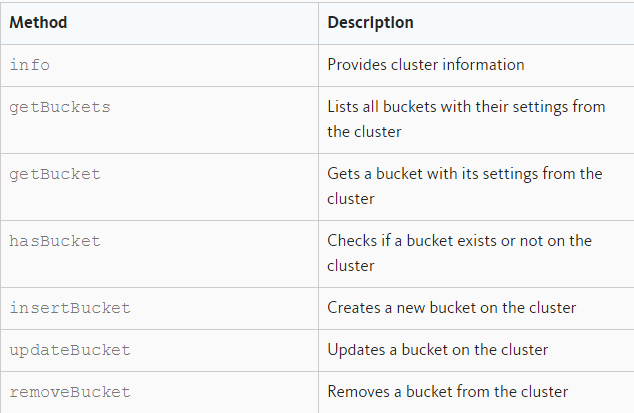 Method Description
info Provides cluster information
getBuckets Lists all buckets with their settings from
the cluster
getBucket Gets a bucket with its settings from the
cluster
hasBucket Checks if a bucket exists or not on the
cluster
insertBucket Creates a new bucket on the cluster
updateBucket Updates a bucket on the cluster
removeBucket Removes a bucket from the cluster